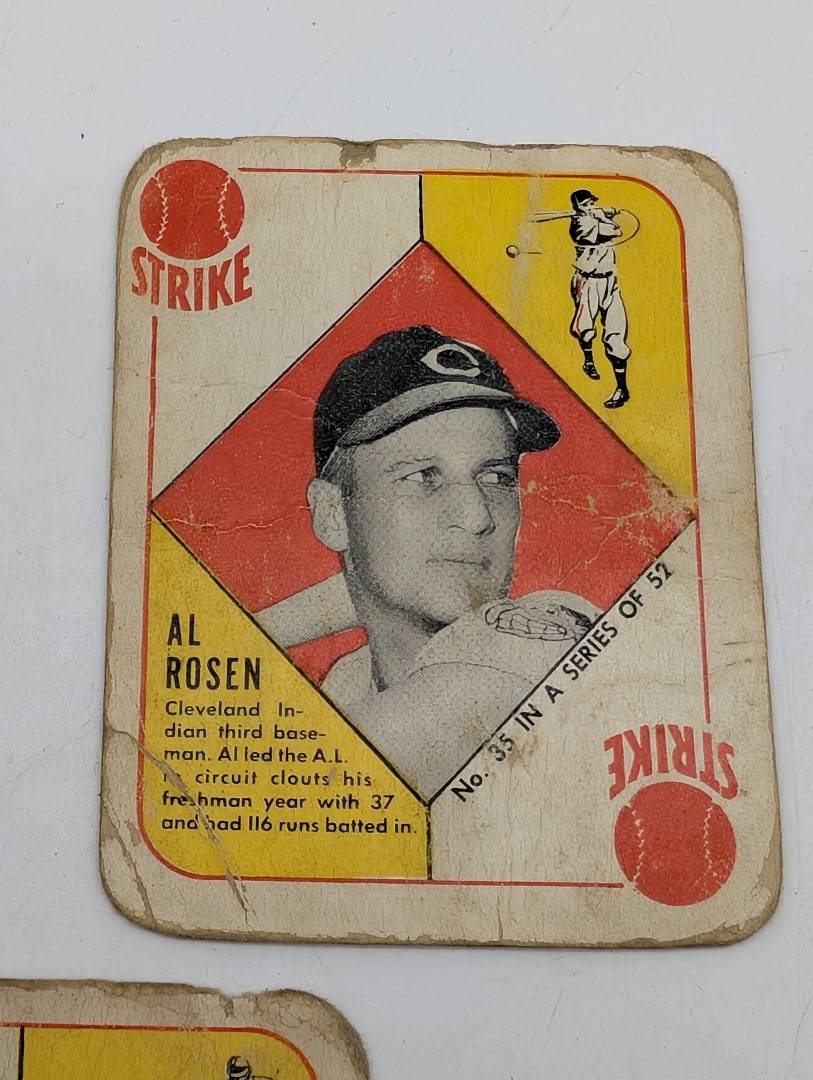 STRIKE
C
AL
ROSEN
Cleveland In-
dian third base-
man. Al led the A.L.
in circuit clouts his
freshman year with 37
and had 116 runs batted in.
No. 35 IN A SERIES OF 52
STRIKE